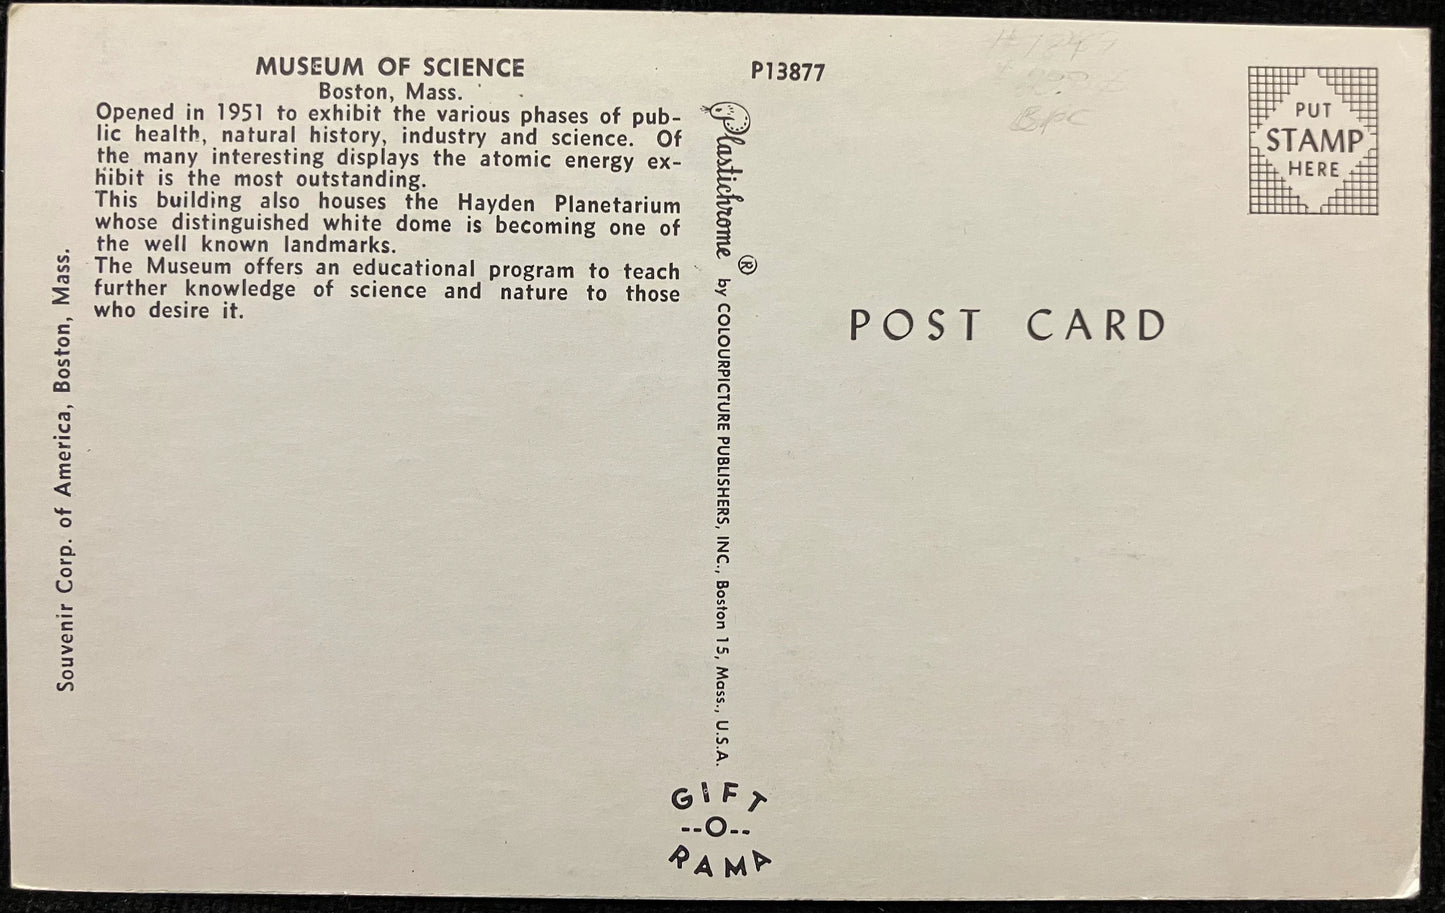 MUSEUM OF SCIENCE
Boston, Mass.
Opened in 1951 to exhibit the various phases of pub-
lic health, natural history, industry and science. Of
the many interesting displays the atomic energy ex-
hibit is the most outstanding.
This building also houses the Hayden Planetarium
whose distinguished white dome is becoming one of
the well known landmarks.
The Museum offers an educational program to teach
further knowledge of science and nature to those
who desire it.
Souvenir Corp. of America, Boston, Mass.
Plastichrome ® by COLOURPICTURE PUBLISHERS, INC., Boston 15, Mass., U.S.A.
GIFT
--O--
RAMA
P13877
PUT
STAMP
HERE
POST CARD